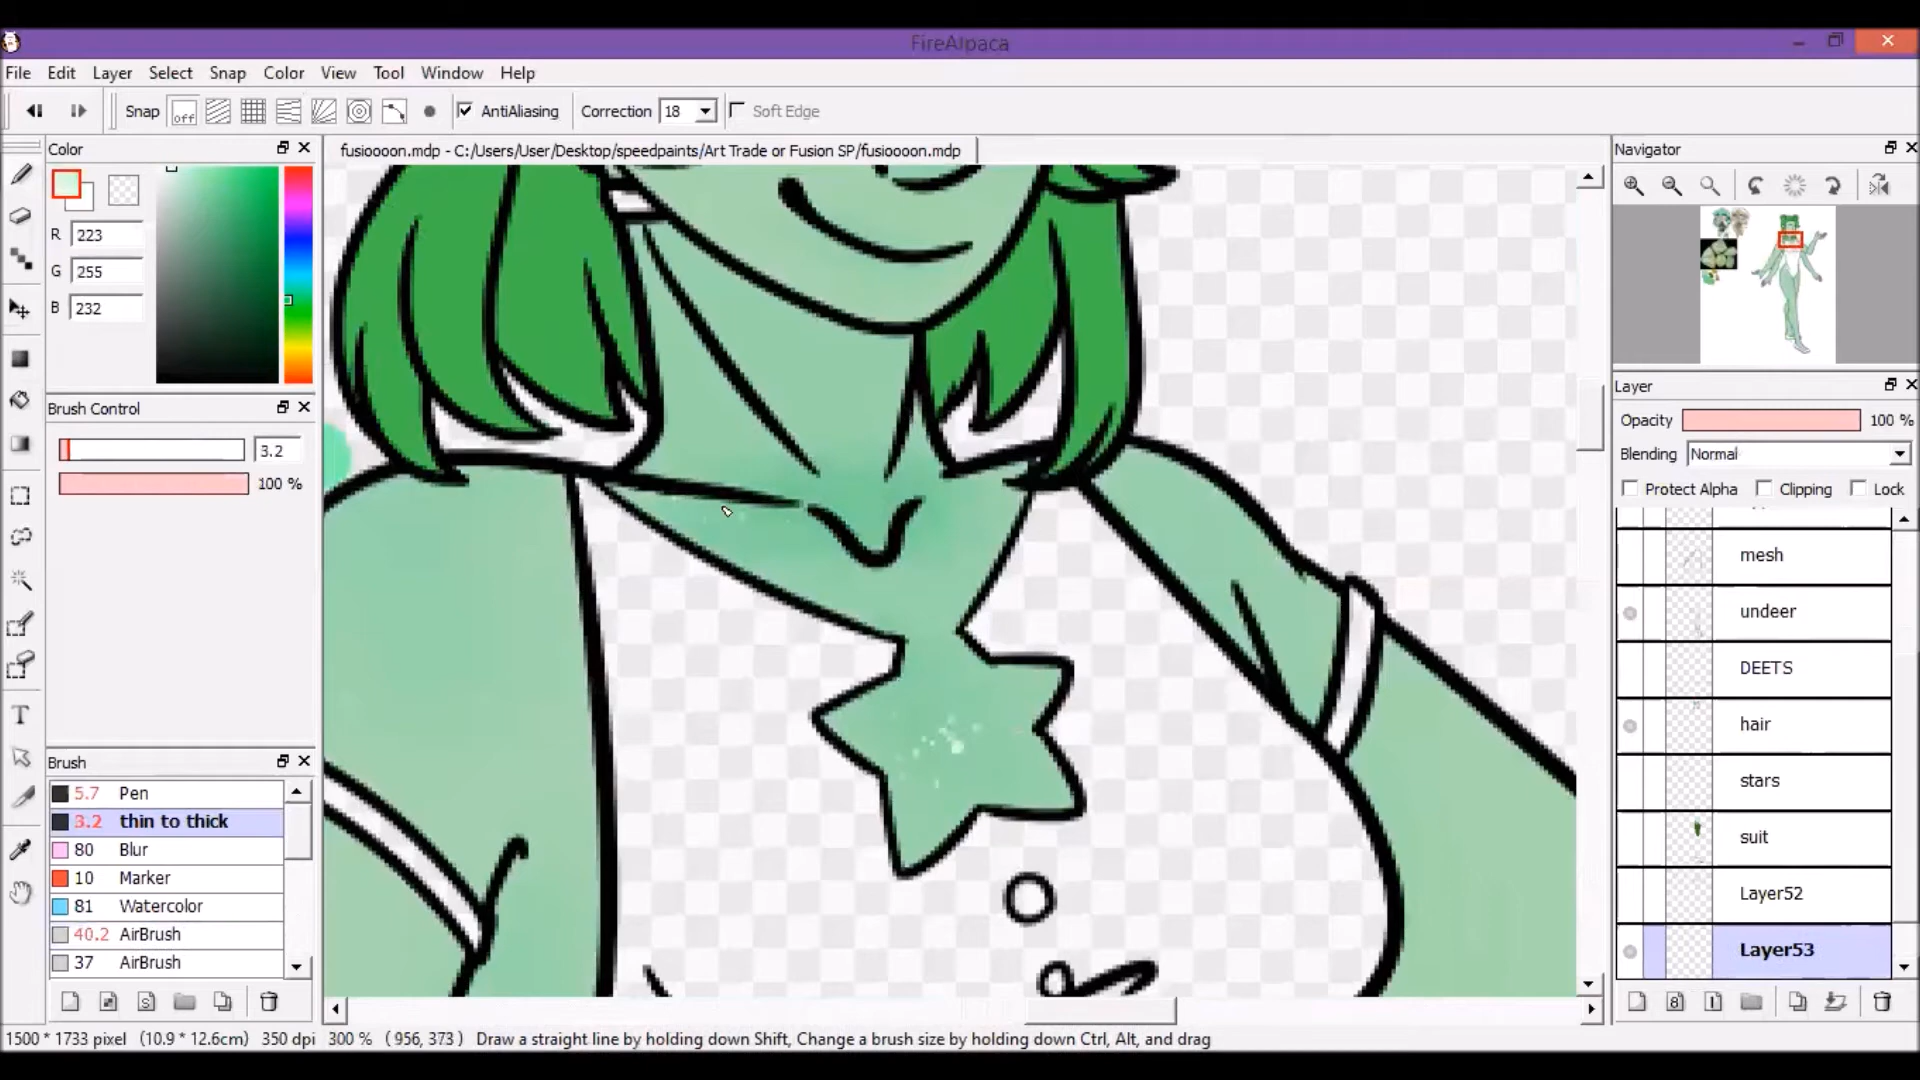 FireAlpaca
File Edit Layer Select Snap Color View Tool Window Help
Snap off AntiAliasing Correction 18 Soft Edge
Color
fusioooon.mdp - C:/Users/User/Desktop/speedpaints/Art Trade or Fusion SP/fusioooon.mdp
Navigator
R 223
G 255
B 232
Brush Control
3.2
100 %
Brush
5.7 Pen
3.2 thin to thick
80 Blur
10 Marker
81 Watercolor
40.2 AirBrush
37 AirBrush
Layer
Opacity 100 %
Blending Normal
Protect Alpha Clipping Lock
mesh
undeer
DEETS
hair
stars
suit
Layer52
Layer53
1500 * 1733 pixel (10.9 * 12.6cm) 350 dpi 300 % ( 956, 373 ) Draw a straight line by holding down Shift, Change a brush size by holding down Ctrl, Alt, and drag